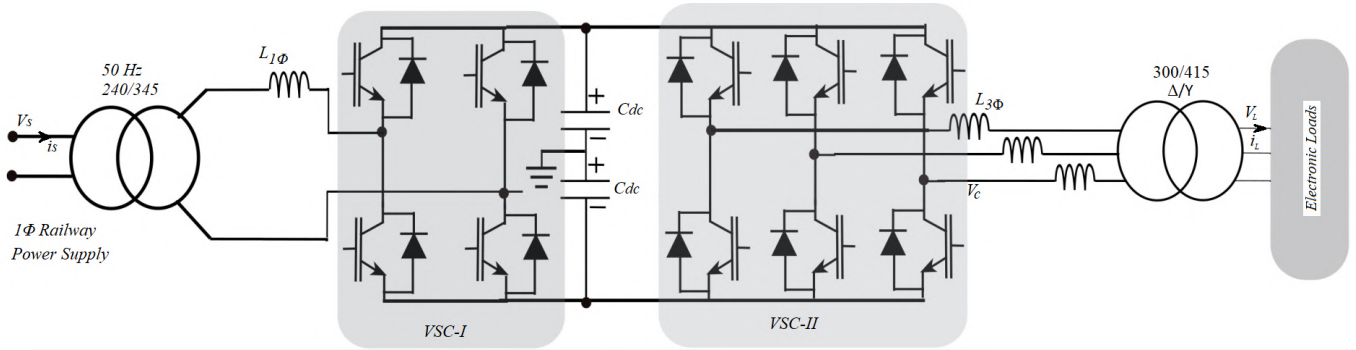 50 Hz
240/345
L1Φ
Vs
is
1Φ Railway
Power Supply
+
Cdc
−
+
Cdc
−
VSC-I
VSC-II
L3Φ
Vc
300/415
Δ/Y
VL
iL
Electronic Loads